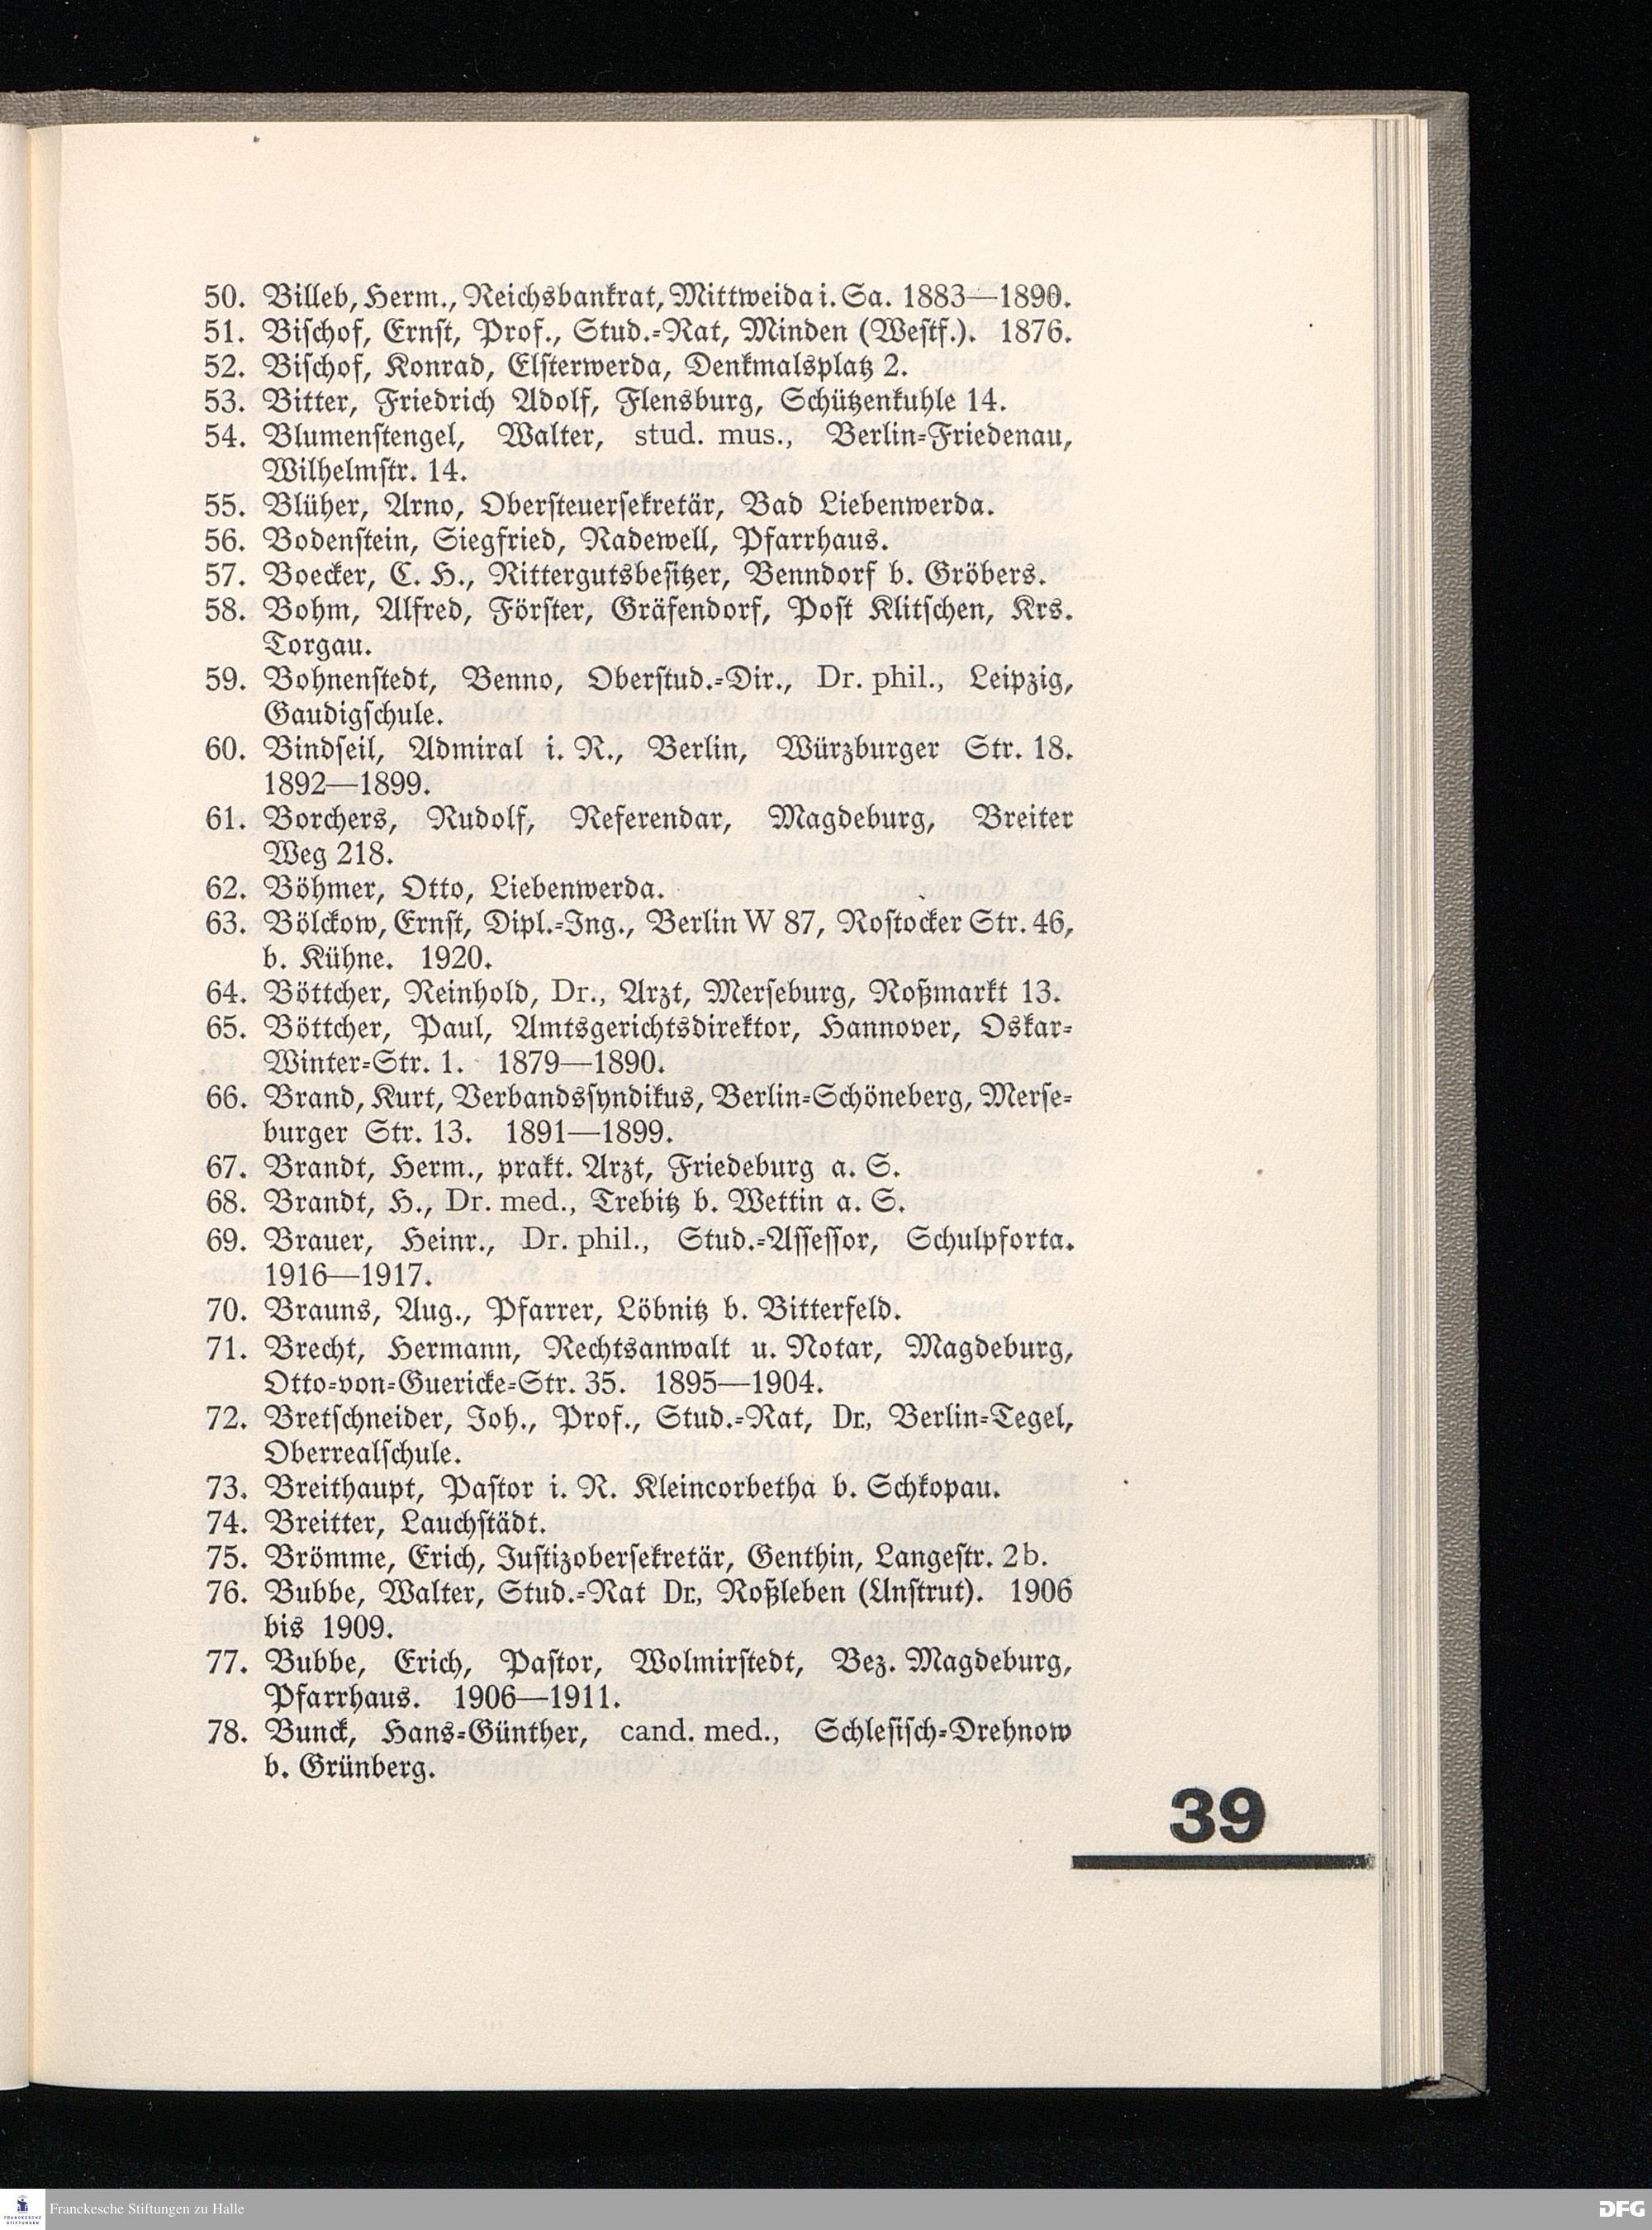 50. Billeb, Herm., Reichsbankrat, Mittweida i. Sa. 1883—1890.
51. Bischof, Ernst, Prof., Stud.-Rat, Minden (Westf.). 1876.
52. Bischof, Konrad, Elsterwerda, Denkmalsplatz 2.
53. Bitter, Friedrich Adolf, Flensburg, Schützenkuhle 14.
54. Blumenstengel, Walter, stud. mus., Berlin-Friedenau,
Wilhelmstr. 14.
55. Blüher, Arno, Obersteuersekretär, Bad Liebenwerda.
56. Bodenstein, Siegfried, Radewell, Pfarrhaus.
57. Boecker, C. H., Rittergutsbesitzer, Benndorf b. Gröbers.
58. Bohm, Alfred, Förster, Gräfendorf, Post Klitschen, Krs.
Torgau.
59. Bohnenstedt, Benno, Oberstud.-Dir., Dr. phil., Leipzig,
Gaudigschule.
60. Bindseil, Admiral i. R., Berlin, Würzburger Str. 18.
1892—1899.
61. Borchers, Rudolf, Referendar, Magdeburg, Breiter
Weg 218.
62. Böhmer, Otto, Liebenwerda.
63. Bölckow, Ernst, Dipl.-Ing., Berlin W 87, Rostocker Str. 46,
b. Kühne. 1920.
64. Böttcher, Reinhold, Dr., Arzt, Merseburg, Roßmarkt 13.
65. Böttcher, Paul, Amtsgerichtsdirektor, Hannover, Oskar-
Winter-Str. 1. 1879—1890.
66. Brand, Kurt, Verbandssyndikus, Berlin-Schöneberg, Merse-
burger Str. 13. 1891—1899.
67. Brandt, Herm., prakt. Arzt, Friedeburg a. S.
68. Brandt, H., Dr. med., Trebitz b. Wettin a. S.
69. Brauer, Heinr., Dr. phil., Stud.-Assessor, Schulpforta.
1916—1917.
70. Brauns, Aug., Pfarrer, Löbnitz b. Bitterfeld.
71. Brecht, Hermann, Rechtsanwalt u. Notar, Magdeburg,
Otto-von-Guericke-Str. 35. 1895—1904.
72. Bretschneider, Joh., Prof., Stud.-Rat, Dr., Berlin-Tegel,
Oberrealschule.
73. Breithaupt, Pastor i. R. Kleincorbetha b. Schkopau.
74. Breitter, Lauchstädt.
75. Brömme, Erich, Justizobersekretär, Genthin, Langestr. 2b.
76. Bubbe, Walter, Stud.-Rat Dr., Roßleben (Unstrut). 1906
bis 1909.
77. Bubbe, Erich, Pastor, Wolmirstedt, Bez. Magdeburg,
Pfarrhaus. 1906—1911.
78. Bunck, Hans-Günther, cand. med., Schlesisch-Drehnow
b. Grünberg.
39
Franckesche Stiftungen zu Halle
FRANCKESCHE
STIFTUNGEN
DFG